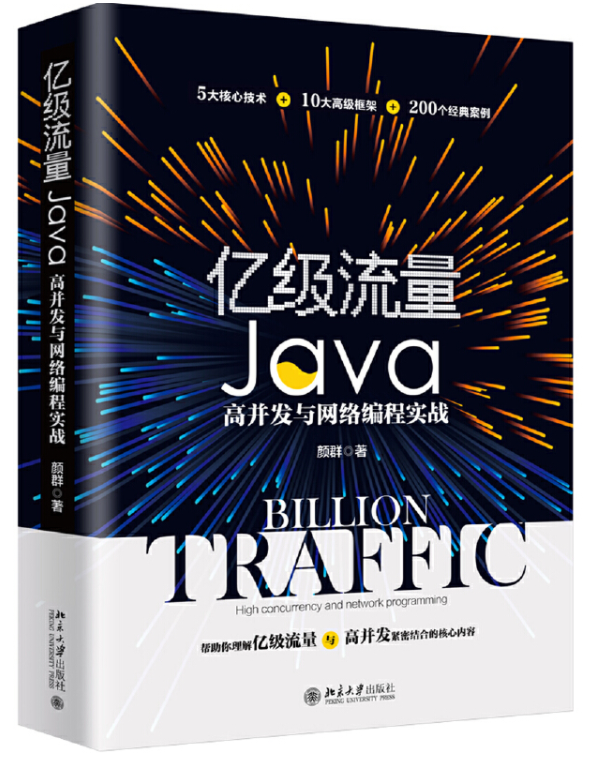 5大核心技术 + 10大高级框架 + 200个经典案例
亿级流量
Java
高并发与网络编程实战
颜群◎著
BILLION
TRAFFIC
High concurrency and network programming
帮助你理解亿级流量与高并发紧密结合的核心内容
北京大学出版社
PEKING UNIVERSITY PRESS
亿级流量Java高并发与网络编程实战
颜群◎著
北京大学出版社
PEKING UNIVERSITY PRESS